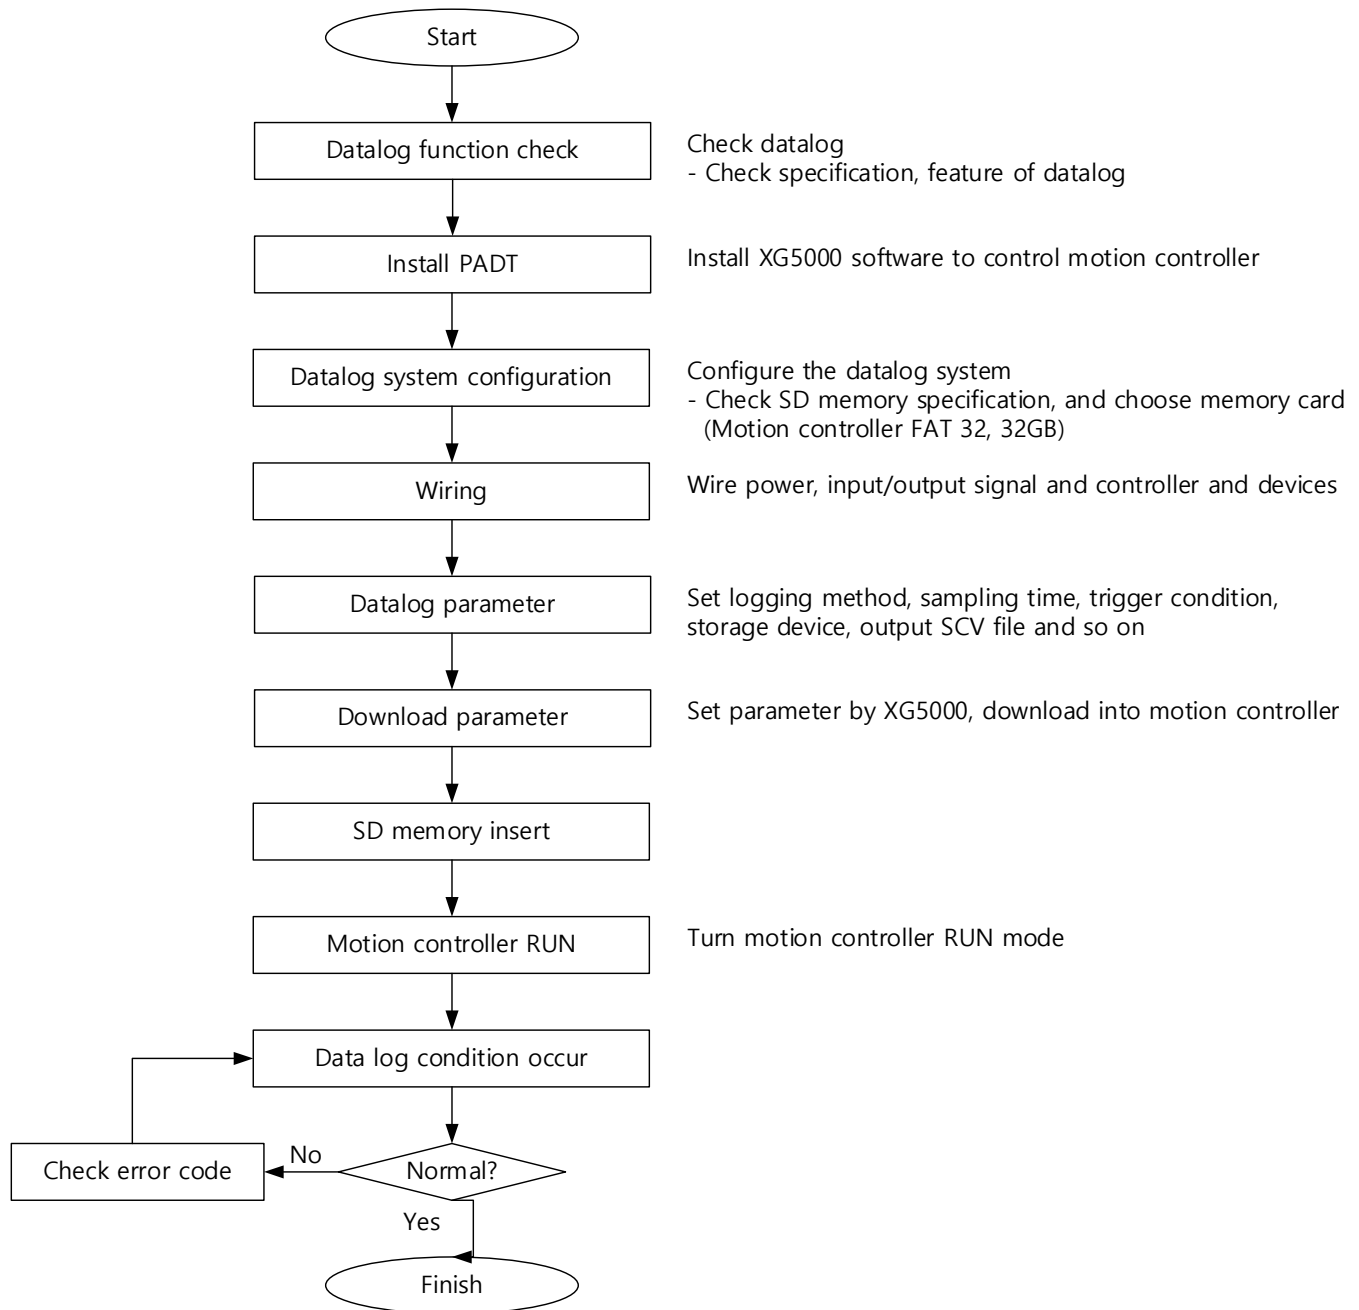 Start
Datalog function check
Check datalog
- Check specification, feature of datalog
Install PADT
Install XG5000 software to control motion controller
Datalog system configuration
Configure the datalog system
- Check SD memory specification, and choose memory card
(Motion controller FAT 32, 32GB)
Wiring
Wire power, input/output signal and controller and devices
Datalog parameter
Set logging method, sampling time, trigger condition,
storage device, output SCV file and so on
Download parameter
Set parameter by XG5000, download into motion controller
SD memory insert
Motion controller RUN
Turn motion controller RUN mode
Data log condition occur
Check error code
No
Normal?
Yes
Finish